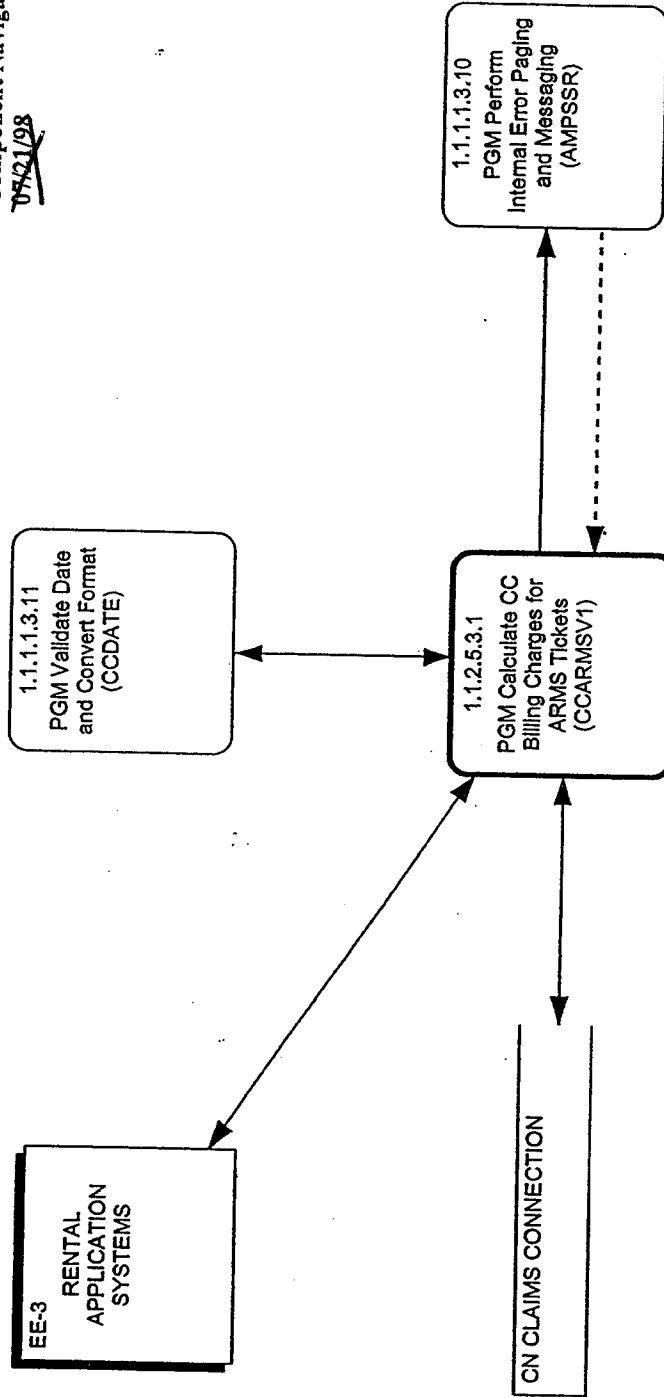 07/21/98
EE-3
RENTAL
APPLICATION
SYSTEMS
1.1.1.1.3.11
PGM Validate Date
and Convert Format
(CCDATE)
CN CLAIMS CONNECTION
1.1.2.5.3.1
PGM Calculate CC
Billing Charges for
ARMS Tickets
(CCARMSV1)
1.1.1.1.3.10
PGM Perform
Internal Error Paging
and Messaging
(AMPSSR)